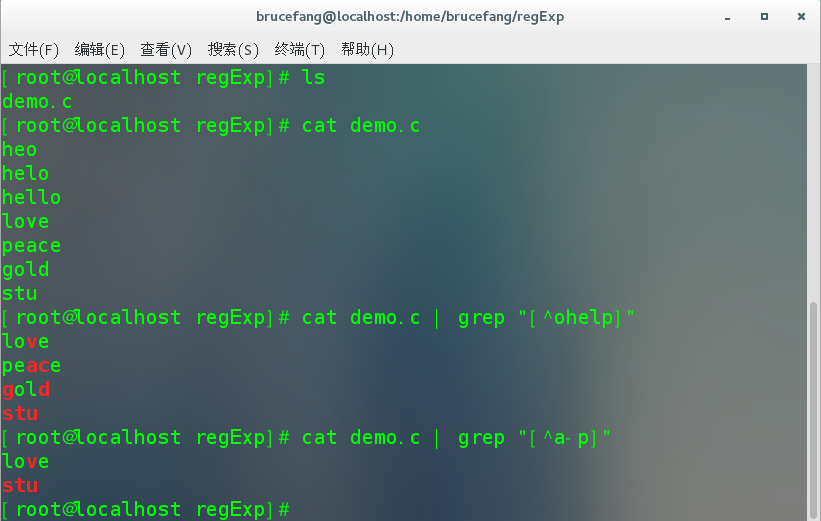 brucefang@localhost:/home/brucefang/regExp
文件(F) 编辑(E) 查看(V) 搜索(S) 终端(T) 帮助(H)
[root@localhost regExp]# ls
demo.c
[root@localhost regExp]# cat demo.c
heo
helo
hello
love
peace
gold
stu
[root@localhost regExp]# cat demo.c | grep "[^ohelp]"
love
peace
gold
stu
[root@localhost regExp]# cat demo.c | grep "[^a-p]"
love
stu
[root@localhost regExp]#